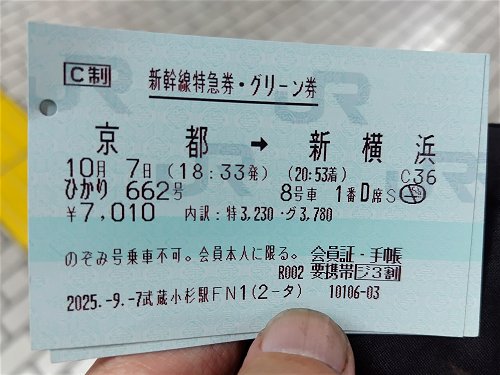 C制 新幹線特急券・グリーン券
京都 → 新横浜
10月 7日 (18:33発) (20:53着) C36
ひかり 662号 8号車 1番D席 S
¥7,010 内訳:特3,230・グ3,780
のぞみ号乗車不可。会員本人に限る。 会員証・手帳
R002 要携帯 ジ3割
2025.-9.-7武蔵小杉駅FN1(2-タ) 10106-03
JR